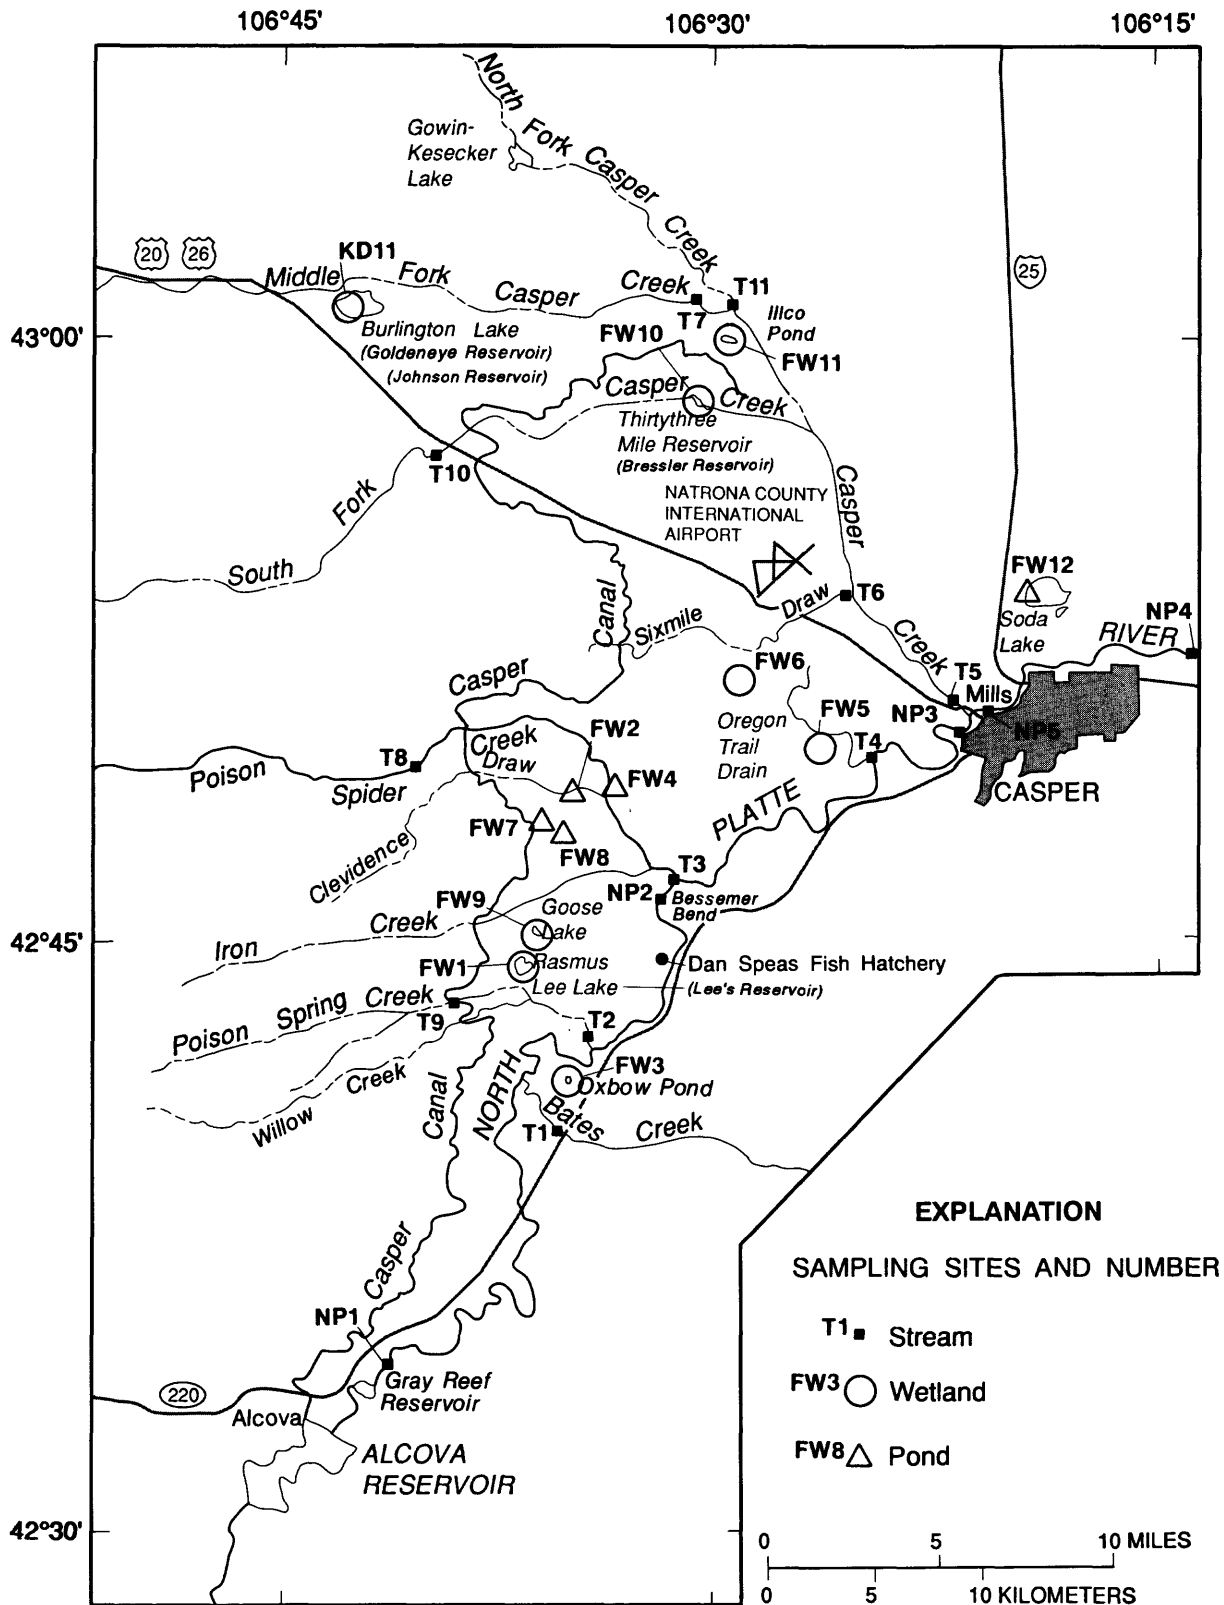 106°45'
106°30'
106°15'
North Fork Casper Creek
Gowin-
Kesecker
Lake
20
26
KD11
Middle Fork Casper Creek
T11
T7
Illco
Pond
25
43°00'
Burlington Lake
(Goldeneye Reservoir)
(Johnson Reservoir)
FW10
FW11
Casper Creek
Thirtythree
Mile Reservoir
(Bressler Reservoir)
T10
South Fork
NATRONA COUNTY
INTERNATIONAL
AIRPORT
Casper
Creek
FW12
Soda
Lake
T6
Sixmile Draw
NP4
RIVER
Casper
Canal
FW6
T5
Mills
FW5
NP3
NP5
Oregon
Trail
Drain
T4
CASPER
Creek
FW2
Poison
Spider
T8
Draw
FW4
Clevidence
FW7
FW8
PLATTE
T3
NP2
Bessemer
Bend
FW9
Goose
Lake
42°45'
Iron
Creek
FW1
Rasmus
Lee Lake
(Lee's Reservoir)
Dan Speas Fish Hatchery
Poison Spring Creek
T9
T2
Willow Creek
FW3
Oxbow Pond
NORTH
Canal
Bates Creek
T1
Casper
NP1
Gray Reef
Reservoir
220
Alcova
ALCOVA
RESERVOIR
42°30'
EXPLANATION
SAMPLING SITES AND NUMBER
T1 Stream
FW3 Wetland
FW8 Pond
0 5 10 MILES
0 5 10 KILOMETERS